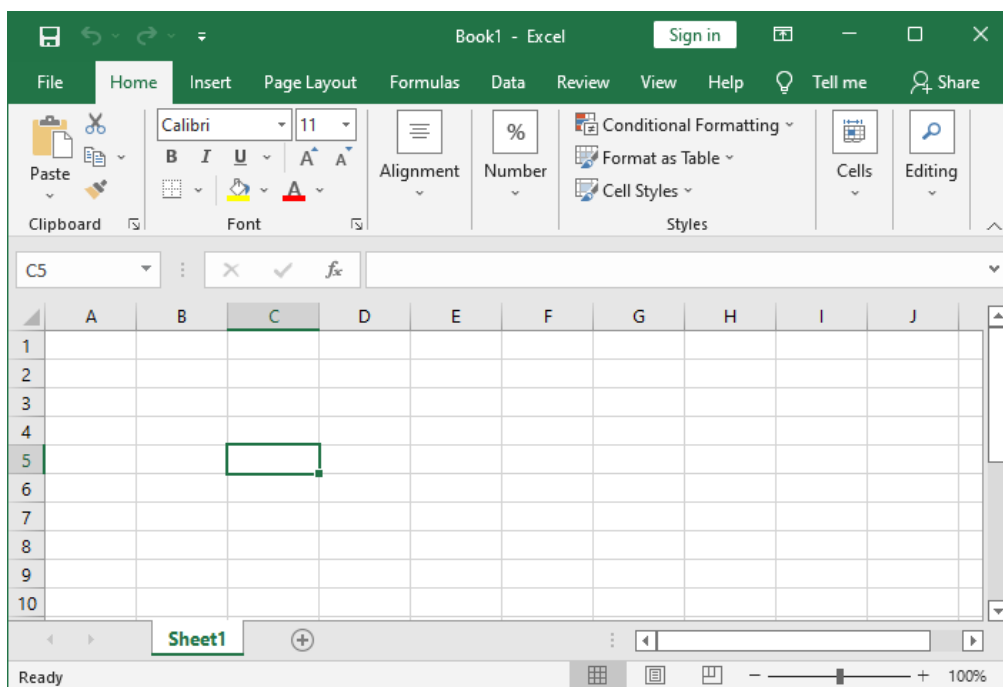 Book1 - Excel Sign in
File Home Insert Page Layout Formulas Data Review View Help Tell me Share
Calibri 11 % Conditional Formatting
B I U A A Format as Table
Paste Alignment Number Cells Editing
A Cell Styles
Clipboard Font Styles
C5 fx
A B C D E F G H I J
1
2
3
4
5
6
7
8
9
10
Sheet1
Ready 100%